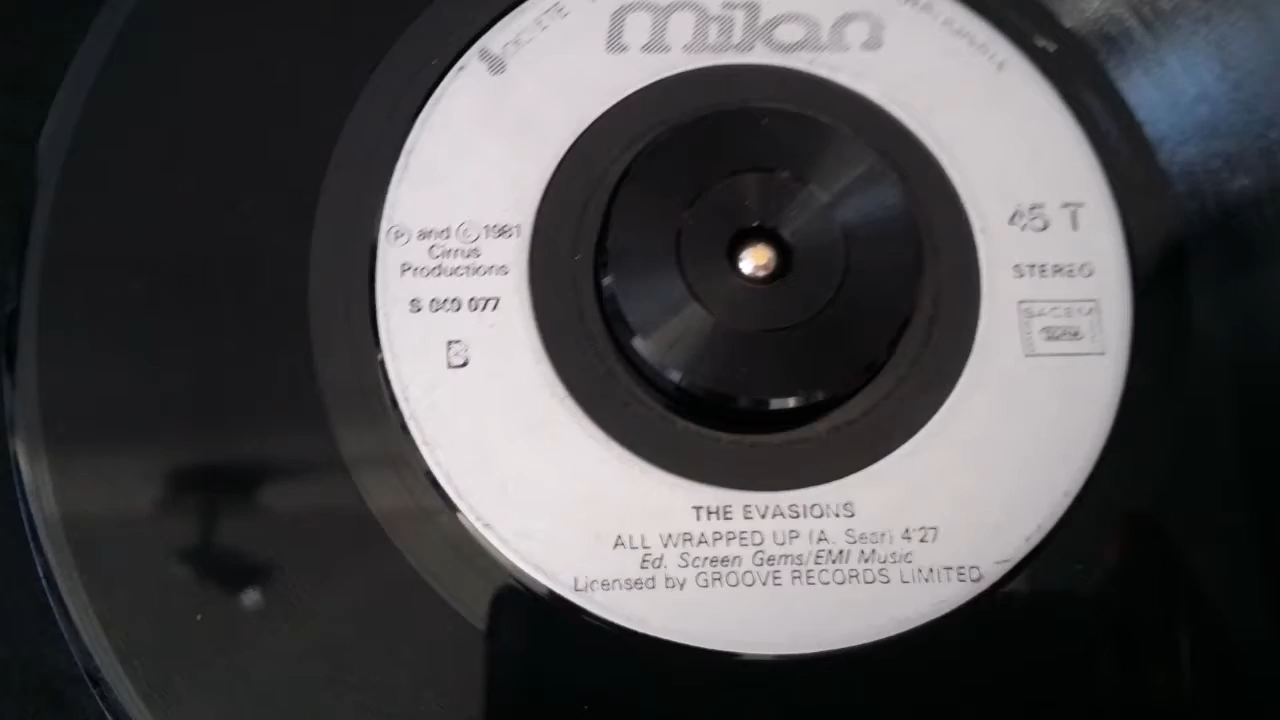 Milan
℗ and © 1981
Cirrus
Productions
S 040 077
B
45 T
STEREO
SACEM
THE EVASIONS
ALL WRAPPED UP (A. Sear) 4'27
Ed. Screen Gems/EMI Music
Licensed by GROOVE RECORDS LIMITED